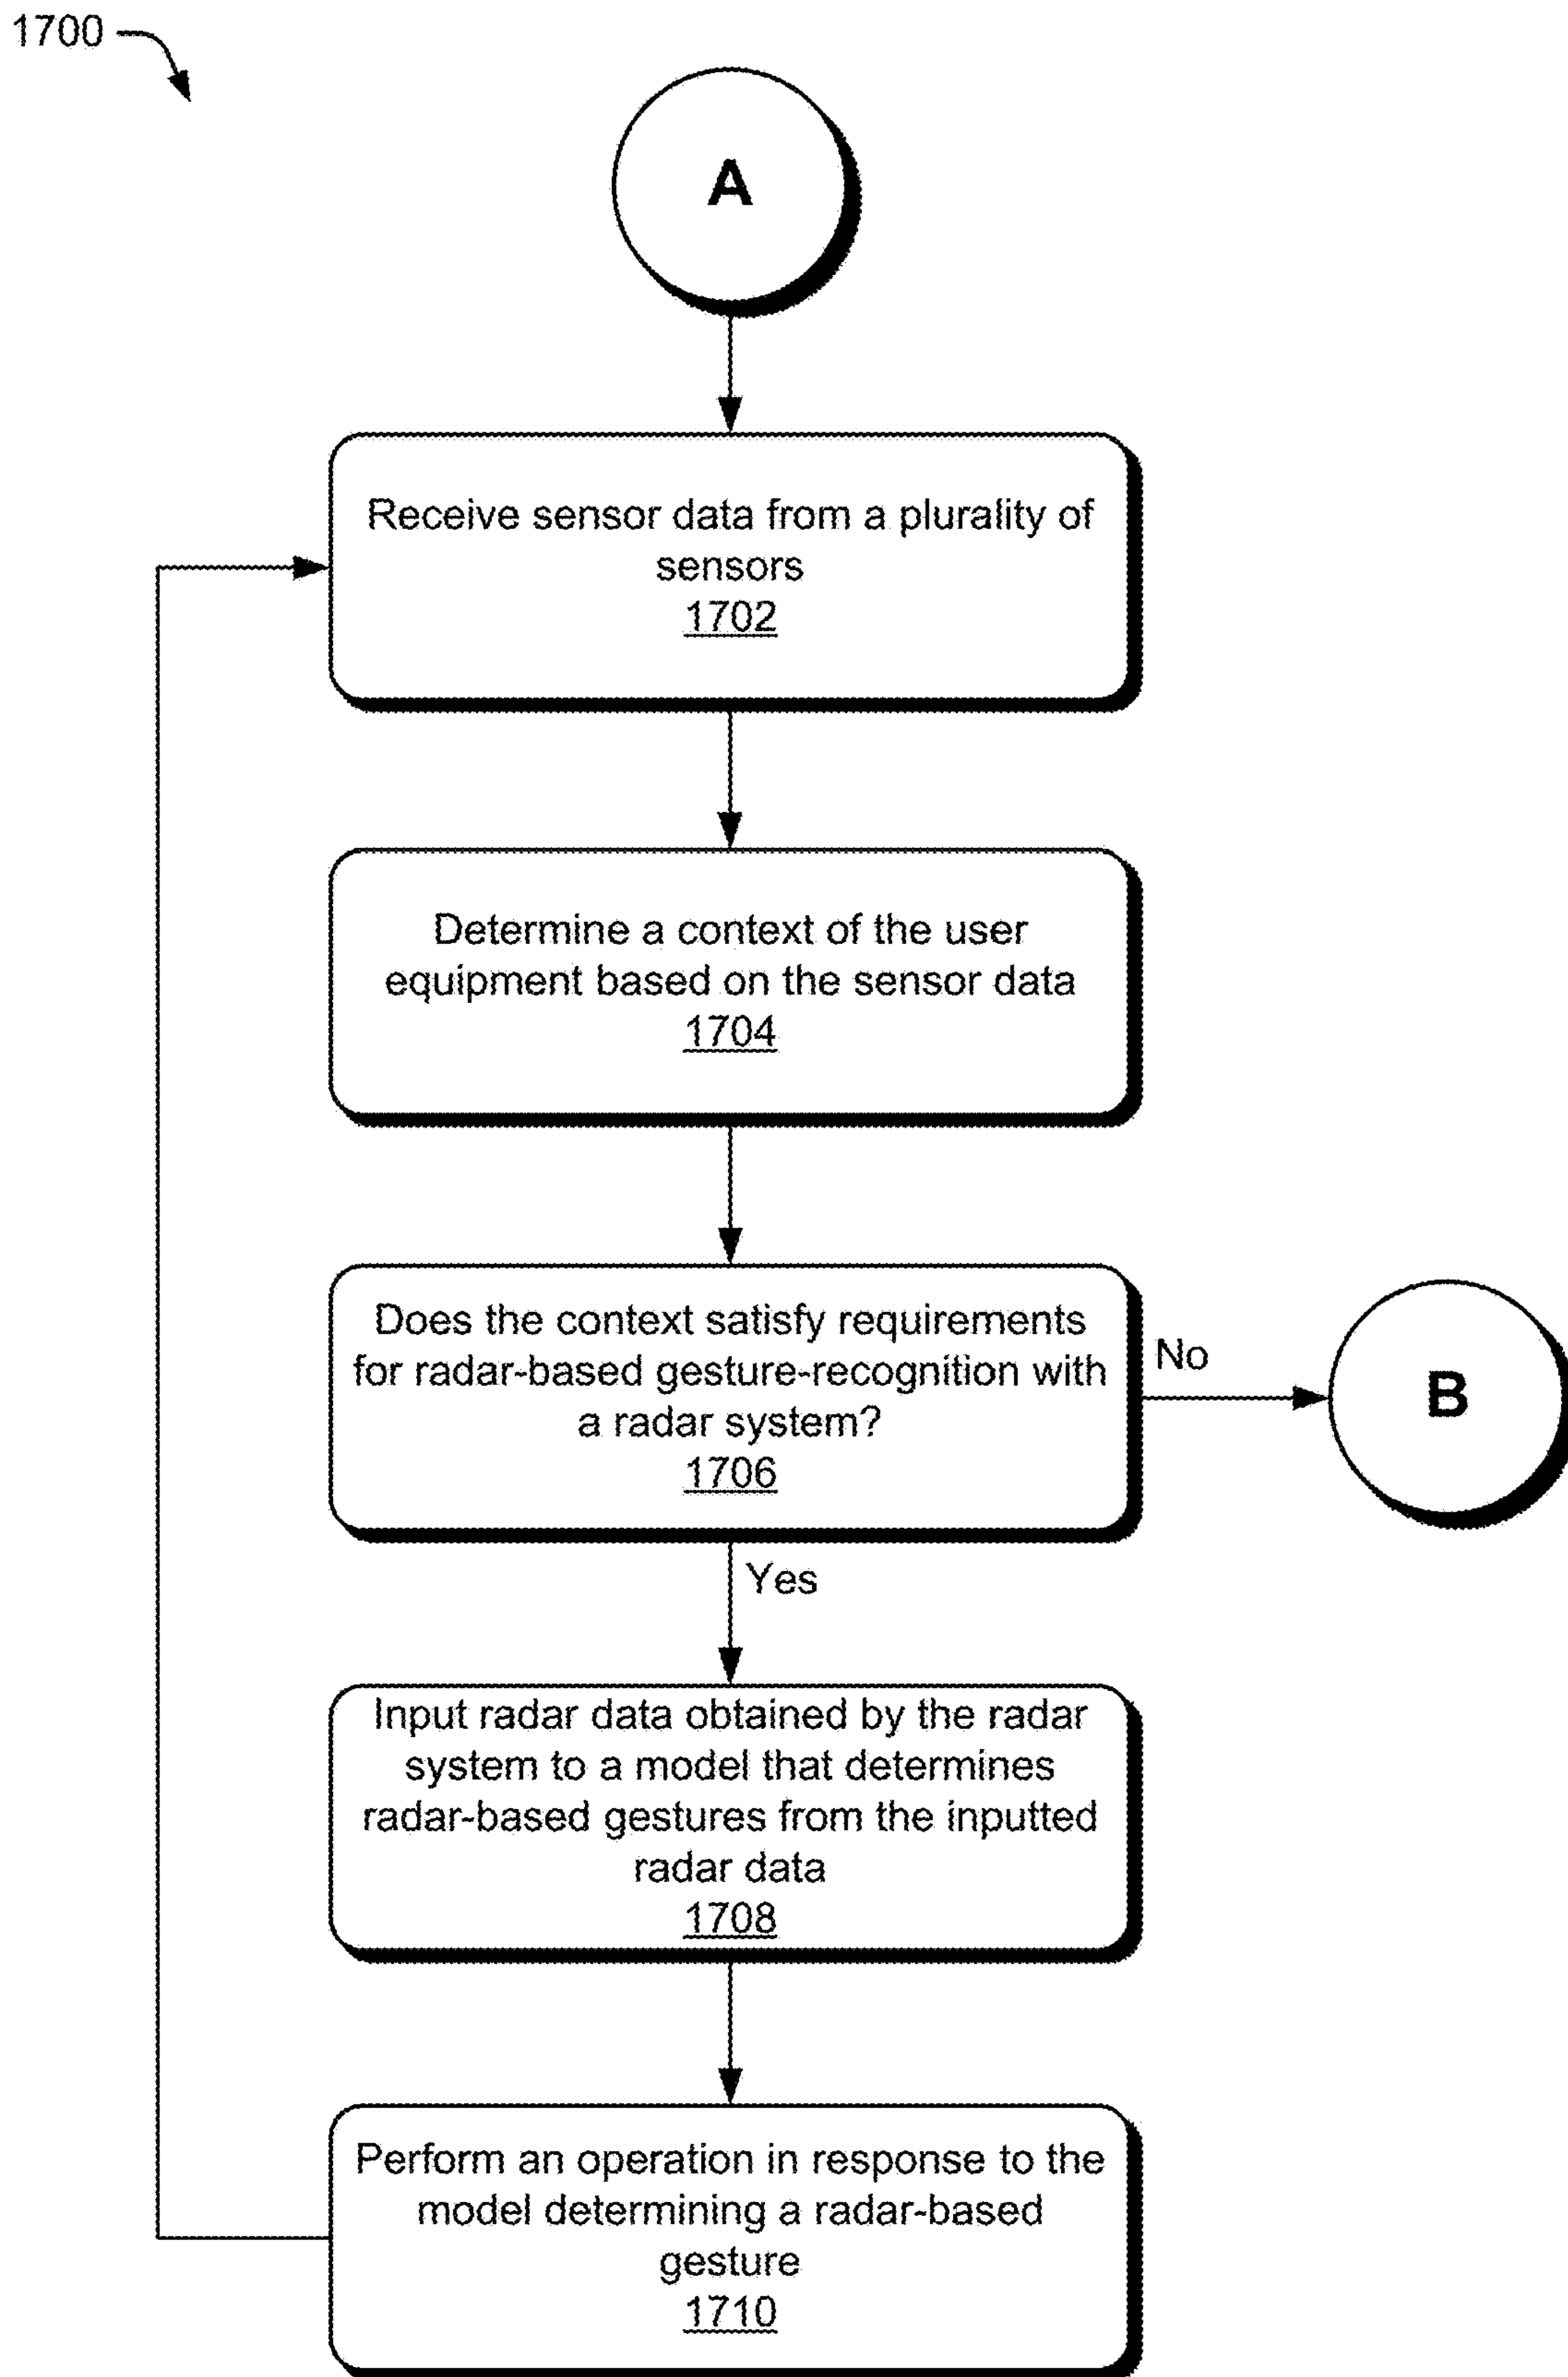 1700
A
Receive sensor data from a plurality of
sensors
1702
Determine a context of the user
equipment based on the sensor data
1704
Does the context satisfy requirements
for radar-based gesture-recognition with
a radar system?
1706
No
B
Yes
Input radar data obtained by the radar
system to a model that determines
radar-based gestures from the inputted
radar data
1708
Perform an operation in response to the
model determining a radar-based
gesture
1710